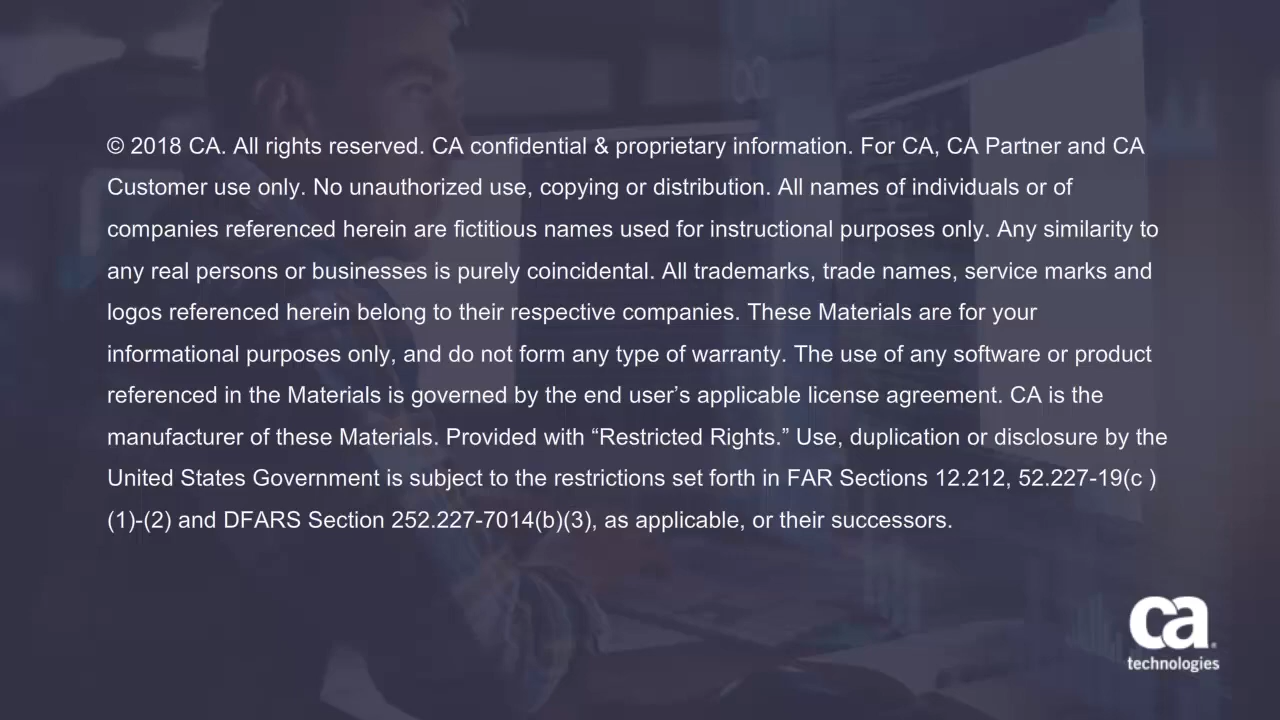 © 2018 CA. All rights reserved. CA confidential & proprietary information. For CA, CA Partner and CA
Customer use only. No unauthorized use, copying or distribution. All names of individuals or of
companies referenced herein are fictitious names used for instructional purposes only. Any similarity to
any real persons or businesses is purely coincidental. All trademarks, trade names, service marks and
logos referenced herein belong to their respective companies. These Materials are for your
informational purposes only, and do not form any type of warranty. The use of any software or product
referenced in the Materials is governed by the end user’s applicable license agreement. CA is the
manufacturer of these Materials. Provided with “Restricted Rights.” Use, duplication or disclosure by the
United States Government is subject to the restrictions set forth in FAR Sections 12.212, 52.227-19(c )
(1)-(2) and DFARS Section 252.227-7014(b)(3), as applicable, or their successors.
ca
technologies